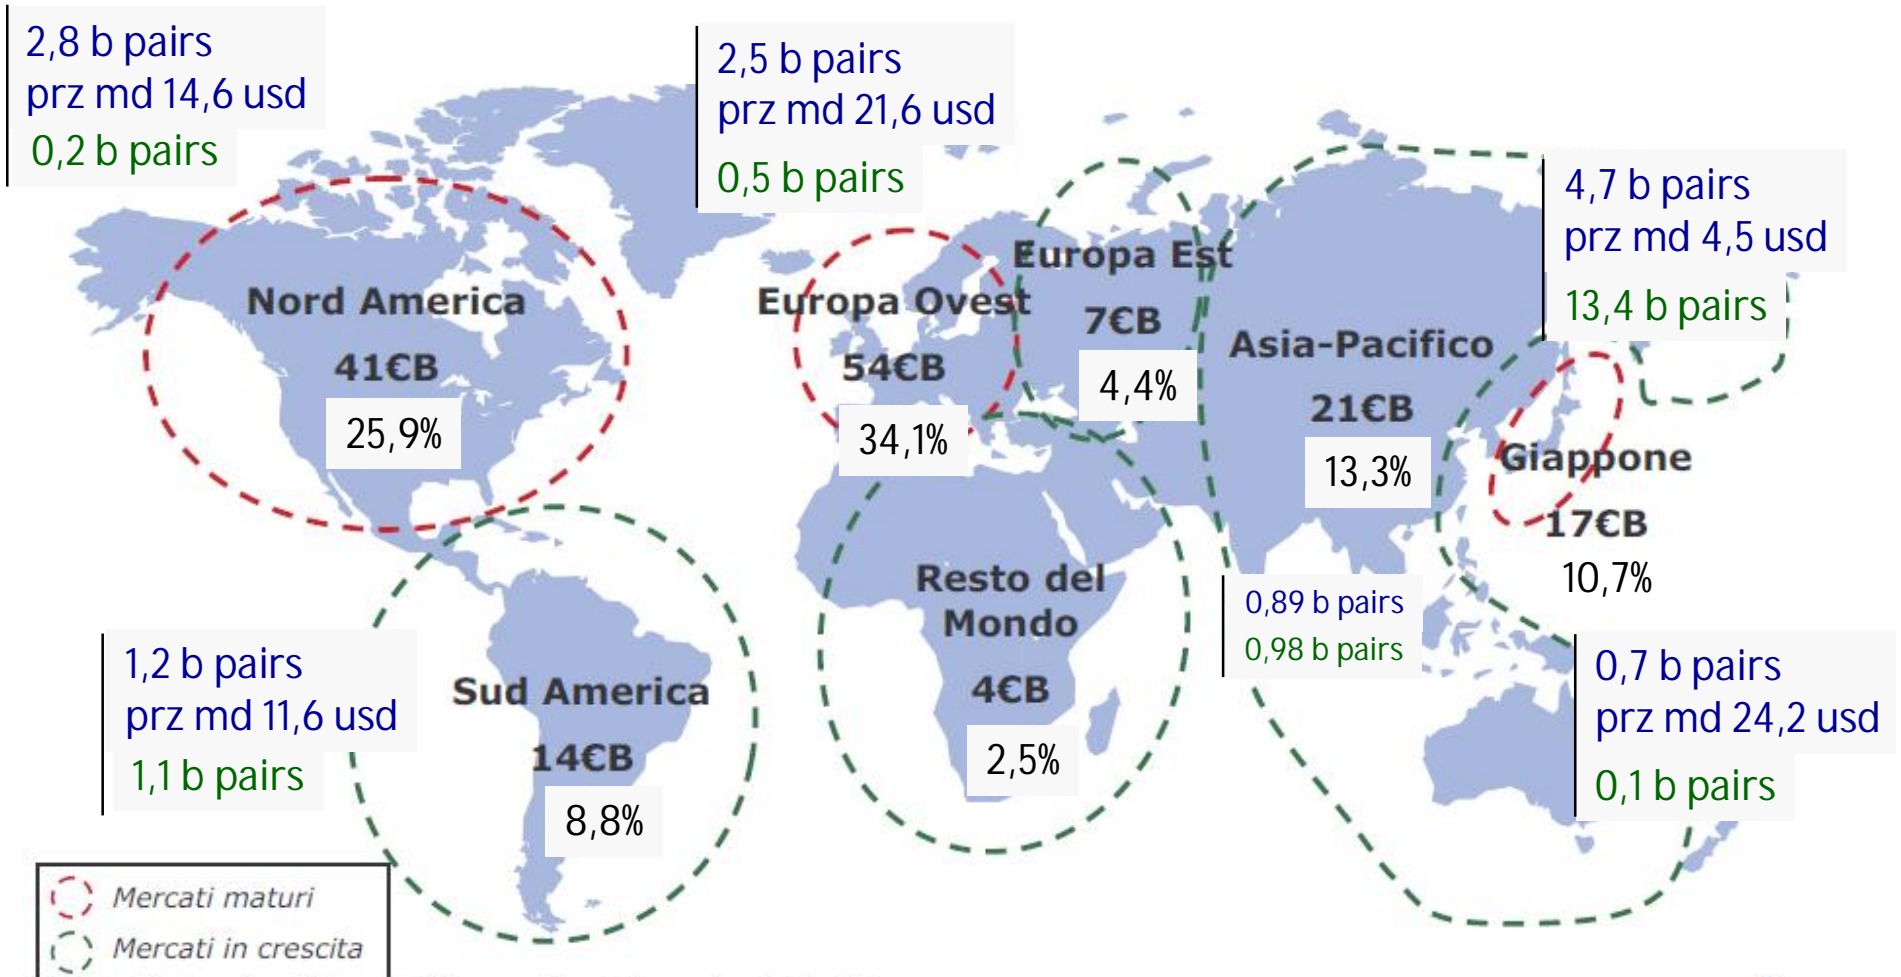 2,8 b pairs
prz md 14,6 usd
0,2 b pairs
2,5 b pairs
prz md 21,6 usd
0,5 b pairs
4,7 b pairs
prz md 4,5 usd
13,4 b pairs
Nord America
41€B
25,9%
Europa Ovest
54€B
34,1%
Europa Est
7€B
4,4%
Asia-Pacifico
21€B
13,3%
Giappone
17€B
10,7%
Resto del
Mondo
4€B
2,5%
0,89 b pairs
0,98 b pairs
1,2 b pairs
prz md 11,6 usd
1,1 b pairs
Sud America
14€B
8,8%
0,7 b pairs
prz md 24,2 usd
0,1 b pairs
Mercati maturi
Mercati in crescita